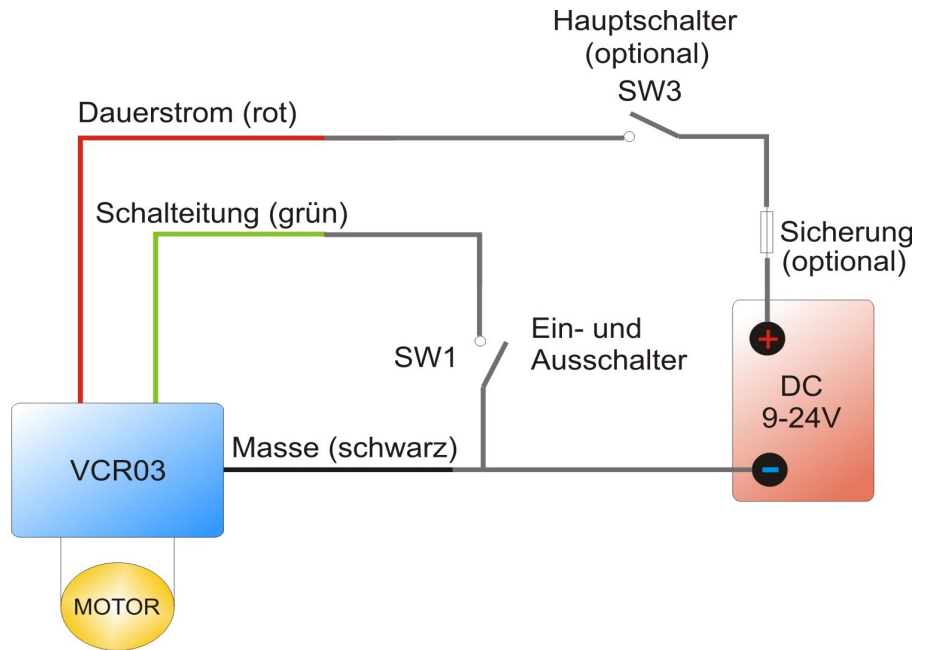 Hauptschalter
(optional)
SW3
Dauerstrom (rot)
Schalteitung (grün)
Sicherung
(optional)
+
Ein- und
Ausschalter
SW1
DC
9-24V
Masse (schwarz)
-
VCR03
MOTOR